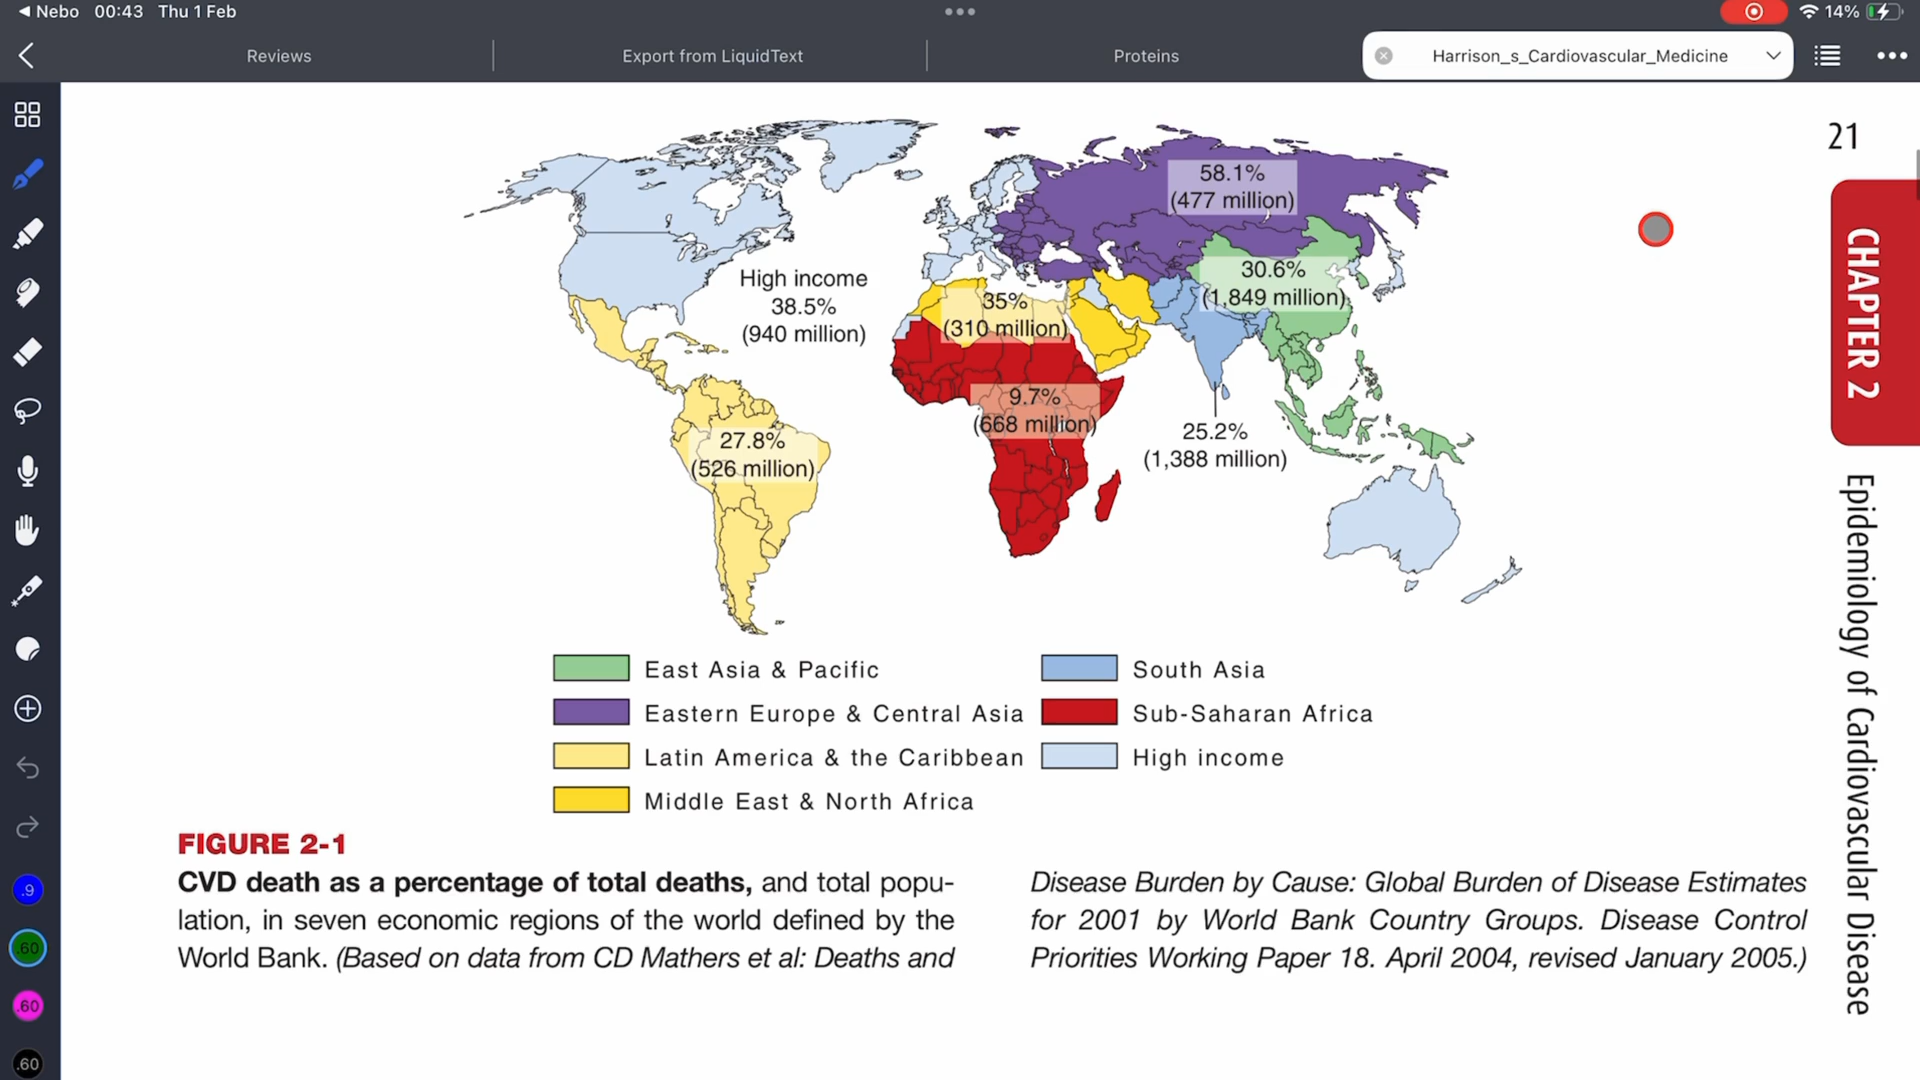 Nebo 00:43 Thu 1 Feb
14%
Reviews
Export from LiquidText
Proteins
Harrison_s_Cardiovascular_Medicine
21
CHAPTER 2
Epidemiology of Cardiovascular Disease
58.1%
(477 million)
High income
38.5%
(940 million)
35%
(310 million)
30.6%
(1,849 million)
9.7%
(668 million)
27.8%
(526 million)
25.2%
(1,388 million)
East Asia & Pacific
Eastern Europe & Central Asia
Latin America & the Caribbean
Middle East & North Africa
South Asia
Sub-Saharan Africa
High income
FIGURE 2-1
CVD death as a percentage of total deaths, and total popu-
lation, in seven economic regions of the world defined by the
World Bank. (Based on data from CD Mathers et al: Deaths and
Disease Burden by Cause: Global Burden of Disease Estimates
for 2001 by World Bank Country Groups. Disease Control
Priorities Working Paper 18. April 2004, revised January 2005.)
.9
.60
.60
.60